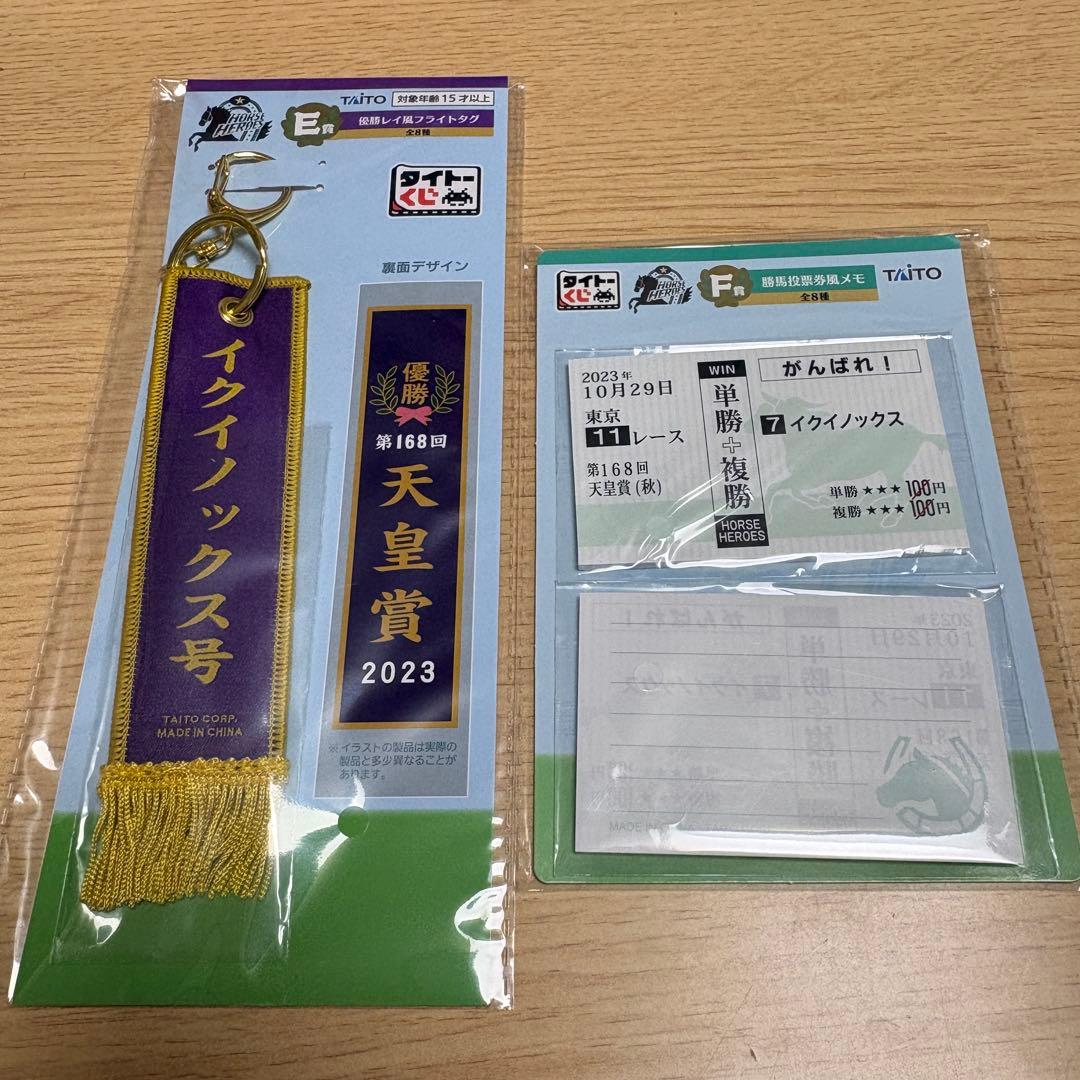 HORSE HEROES
E賞
TAITO
対象年齢15才以上
優勝レイ風フライトタグ
全8種
タイトーくじ
裏面デザイン
イクイノックス号
TAITO CORP.
MADE IN CHINA
優勝
第168回
天皇賞
2023
※イラストの製品は実際の
製品と多少異なることが
あります。
タイトーくじ
HORSE HEROES
F賞
勝馬投票券風メモ
全8種
TAITO
2023年
10月29日
東京
11レース
第168回
天皇賞(秋)
WIN
単勝+複勝
HORSE
HEROES
がんばれ!
7 イクイノックス
単勝★★★100円
複勝★★★100円
MADE IN